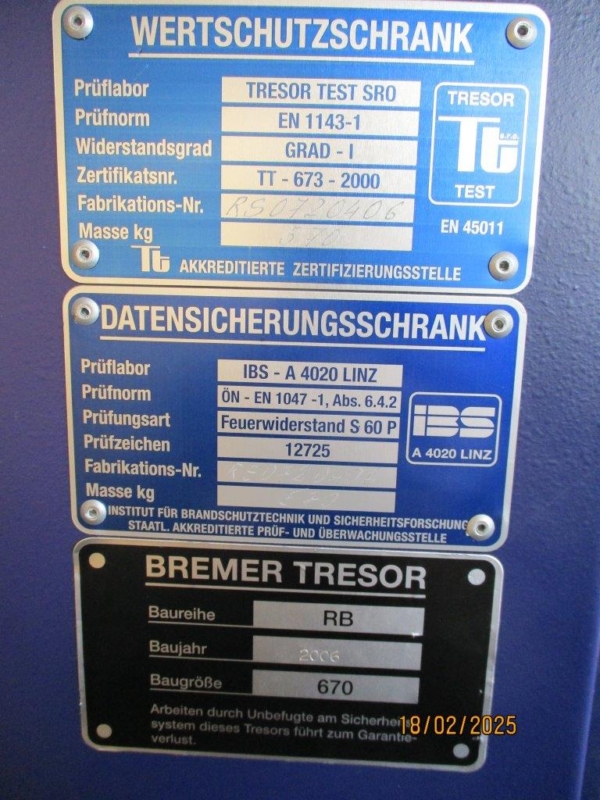 WERTSCHUTZSCHRANK
Prüflabor TRESOR TEST SRO
Prüfnorm EN 1143-1
Widerstandsgrad GRAD - I
Zertifikatsnr. TT - 673 - 2000
Fabrikations-Nr. RS0720406
Masse kg
TRESOR
Tt s.r.o.
TEST
EN 45011
Tt AKKREDITIERTE ZERTIFIZIERUNGSSTELLE
DATENSICHERUNGSSCHRANK
Prüflabor IBS - A 4020 LINZ
Prüfnorm ÖN - EN 1047 -1, Abs. 6.4.2
Prüfungsart Feuerwiderstand S 60 P
Prüfzeichen 12725
Fabrikations-Nr.
Masse kg
IBS
A 4020 LINZ
INSTITUT FÜR BRANDSCHUTZTECHNIK UND SICHERHEITSFORSCHUNG
STAATL. AKKREDITIERTE PRÜF- UND ÜBERWACHUNGSSTELLE
BREMER TRESOR
Baureihe RB
Baujahr 2006
Baugröße 670
Arbeiten durch Unbefugte am Sicherheits-
system dieses Tresors führt zum Garantie-
verlust.
18/02/2025